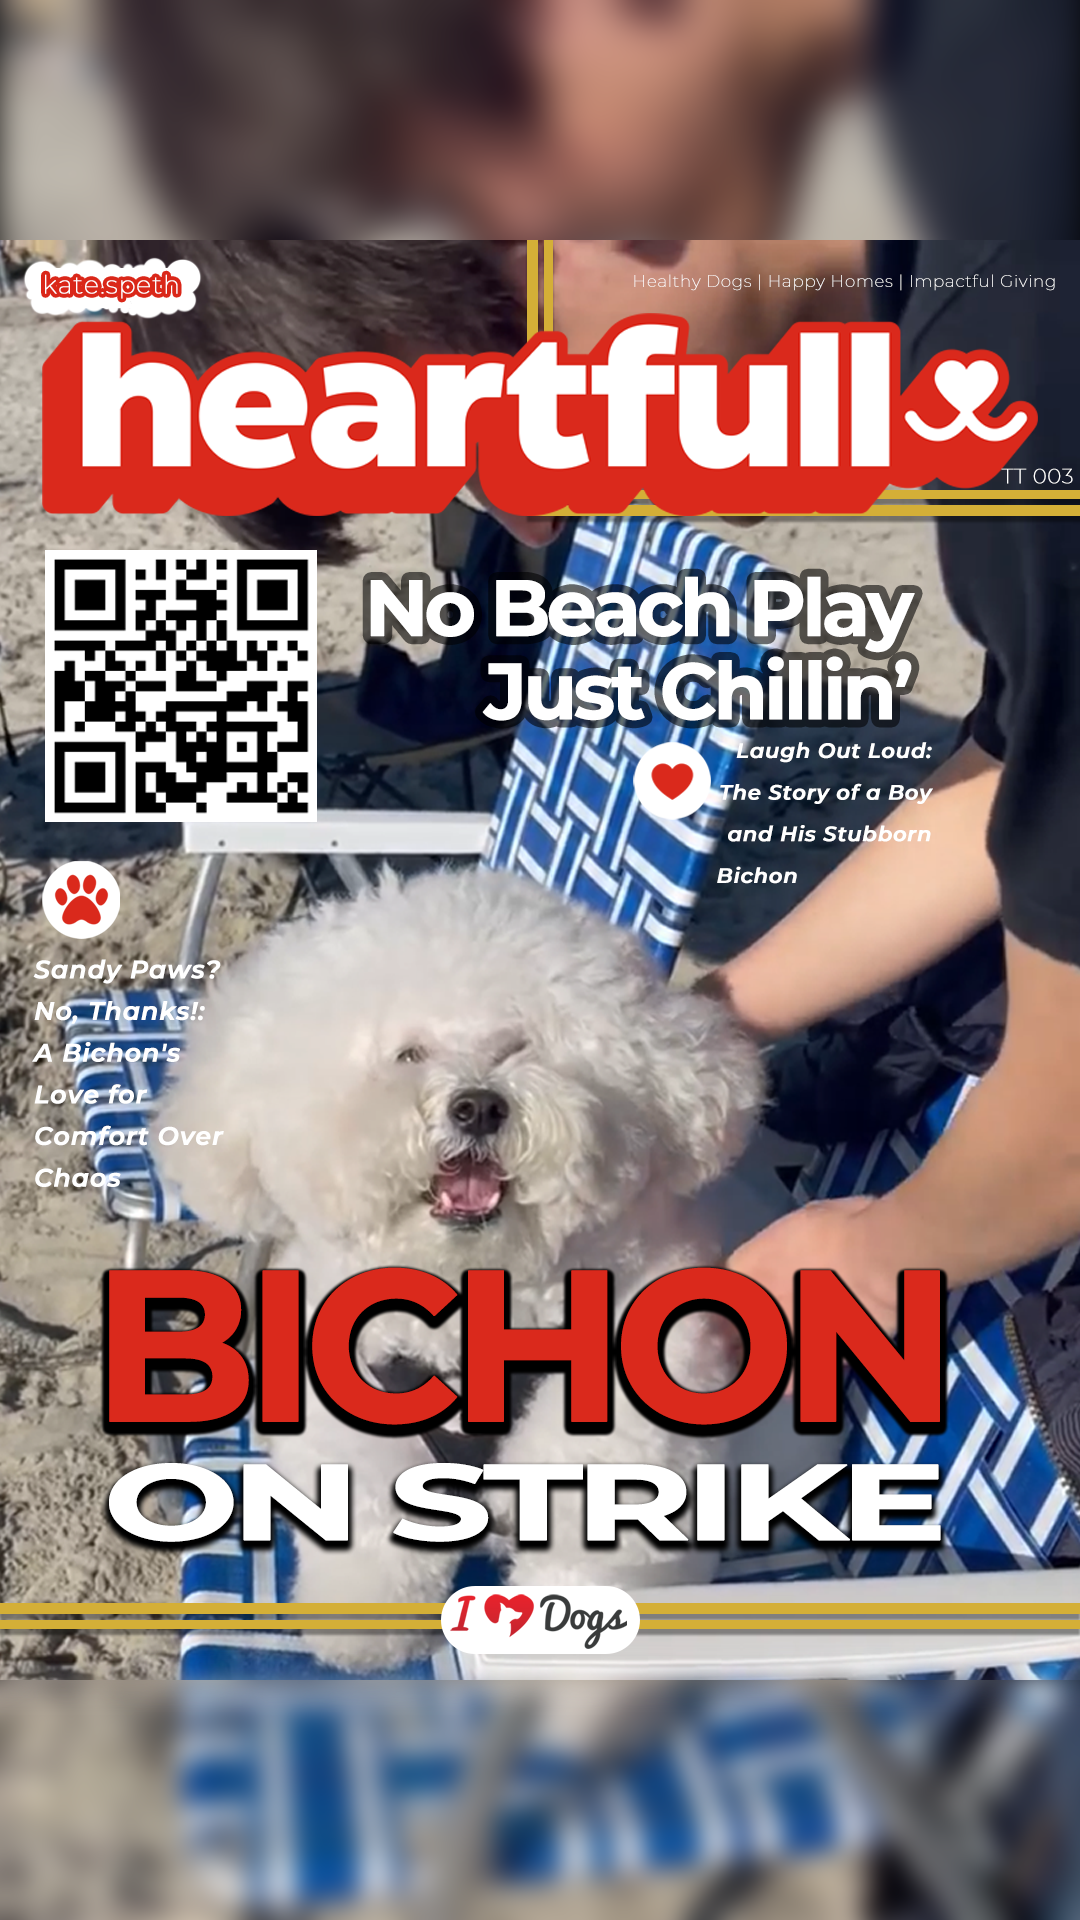 kate.speth
Healthy Dogs | Happy Homes | Impactful Giving
heartfull
TT 003
No Beach Play
Just Chillin’
Laugh Out Loud:
The Story of a Boy
and His Stubborn
Bichon
Sandy Paws?
No, Thanks!:
A Bichon's
Love for
Comfort Over
Chaos
BICHON
ON STRIKE
I Dogs